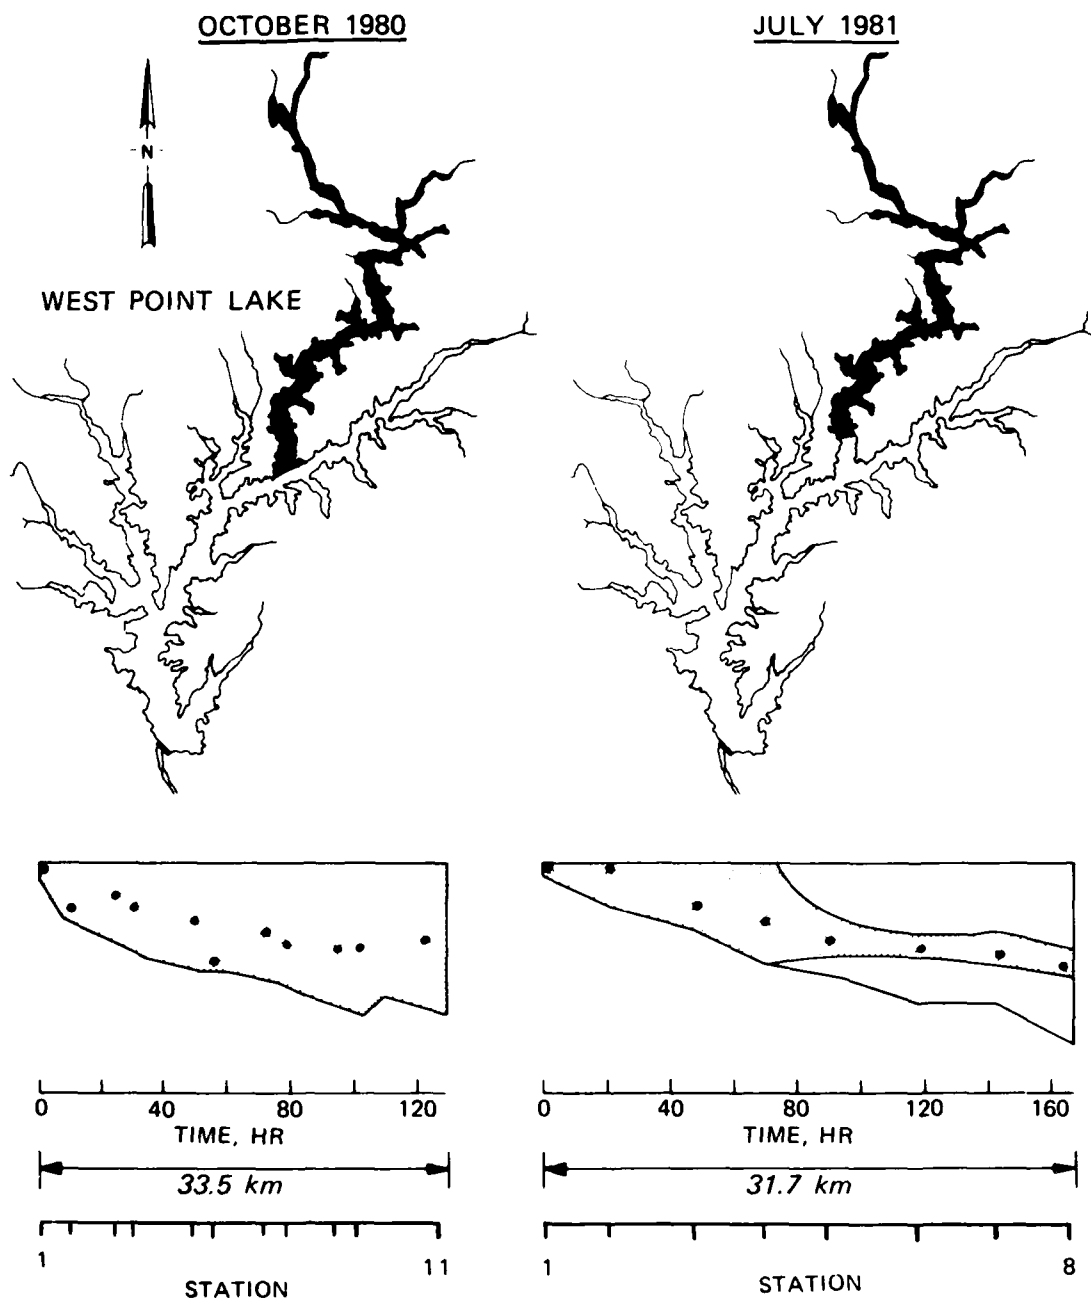 OCTOBER 1980
JULY 1981
N
WEST POINT LAKE
0 40 80 120
TIME, HR
33.5 km
1 11
STATION
0 40 80 120 160
TIME, HR
31.7 km
1 8
STATION